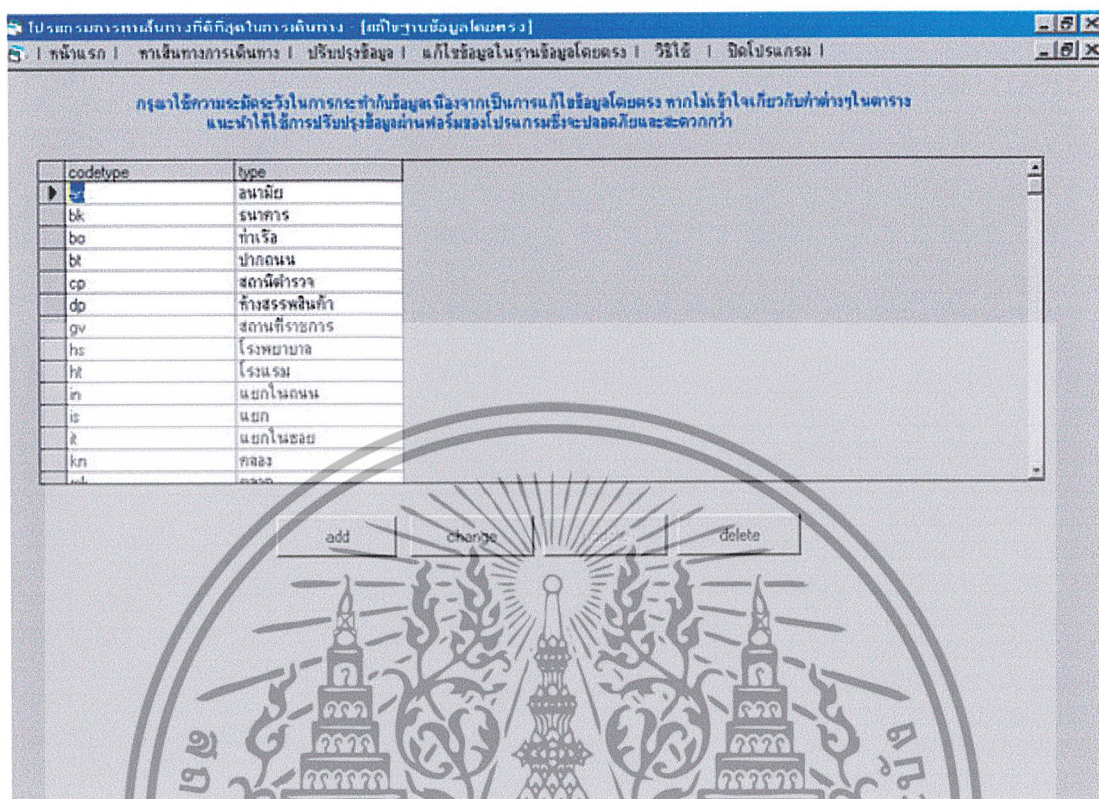 โปรแกรมการหาเส้นทางที่ดีที่สุดในการเดินทาง - [แก้ไขฐานข้อมูลโดยตรง]
| หน้าแรก | หาเส้นทางการเดินทาง | ปรับปรุงข้อมูล | แก้ไขข้อมูลในฐานข้อมูลโดยตรง | วิธีใช้ | ปิดโปรแกรม |
กรุณาใช้ความระมัดระวังในการกระทำกับข้อมูลเนื่องจากเป็นการแก้ไขข้อมูลโดยตรง หากไม่เข้าใจเกี่ยวกับค่าต่างๆในตาราง
แนะนำให้ใช้การปรับปรุงข้อมูลผ่านฟอร์มของโปรแกรมซึ่งจะปลอดภัยและสะดวกกว่า
codetype type
อนามัย
bk ธนาคาร
bo ท่าเรือ
bt ปากถนน
cp สถานีตำรวจ
dp ห้างสรรพสินค้า
gv สถานที่ราชการ
hs โรงพยาบาล
ht โรงแรม
in แยกในถนน
is แยก
it แยกในซอย
kn คลอง
add change delete